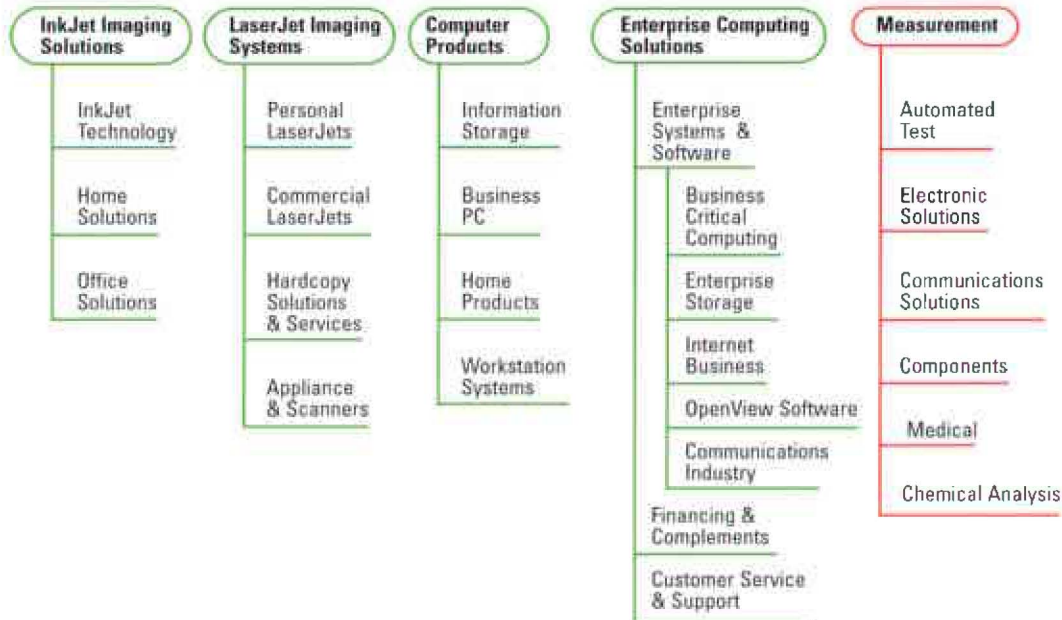 InkJet Imaging
Solutions
InkJet
Technology
Home
Solutions
Office
Solutions
LaserJet Imaging
Systems
Personal
LaserJets
Commercial
LaserJets
Hardcopy
Solutions
& Services
Appliance
& Scanners
Computer
Products
Information
Storage
Business
PC
Home
Products
Workstation
Systems
Enterprise Computing
Solutions
Enterprise
Systems &
Software
Business
Critical
Computing
Enterprise
Storage
Internet
Business
OpenView Software
Communications
Industry
Financing &
Complements
Customer Service
& Support
Measurement
Automated
Test
Electronic
Solutions
Communications
Solutions
Components
Medical
Chemical Analysis